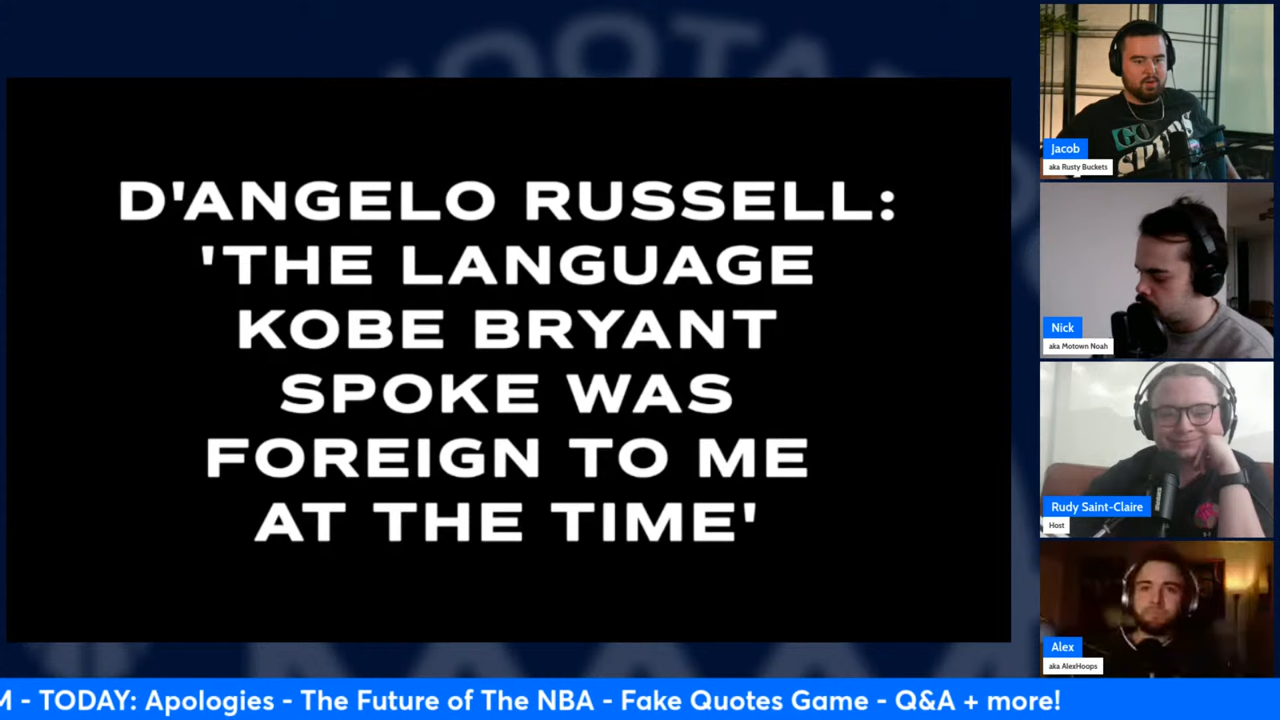 D'ANGELO RUSSELL:
'THE LANGUAGE
KOBE BRYANT
SPOKE WAS
FOREIGN TO ME
AT THE TIME'
Jacob
aka Rusty Buckets
Nick
aka Motown Noah
Rudy Saint-Claire
Host
Alex
aka AlexHoops
M - TODAY: Apologies - The Future of The NBA - Fake Quotes Game - Q&A + more!